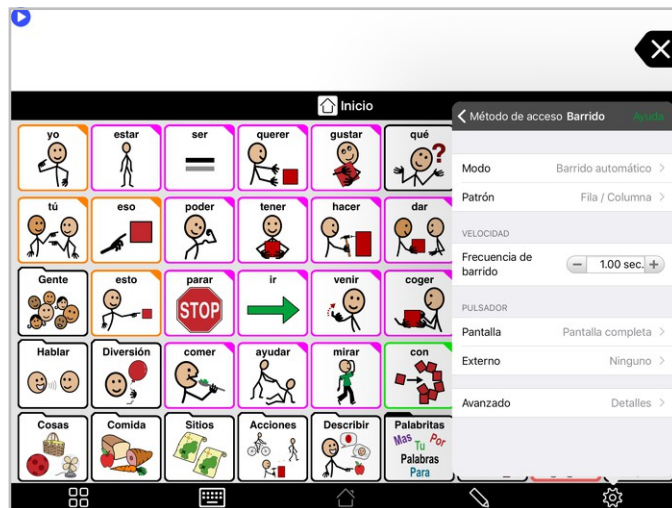 Inicio
Método de acceso Barrido Ayuda
yo estar ser querer gustar qué
Modo Barrido automático
Patrón Fila / Columna
tú eso poder tener hacer dar
VELOCIDAD
Frecuencia de
barrido
1.00 sec.
Gente esto parar ir venir coger
STOP
PULSADOR
Pantalla Pantalla completa
Externo Ninguno
Hablar Diversión comer ayudar mirar con
Avanzado Detalles
Cosas Comida Sitios Acciones Describir Palabritas
Mas Tu Por
Palabras
Para